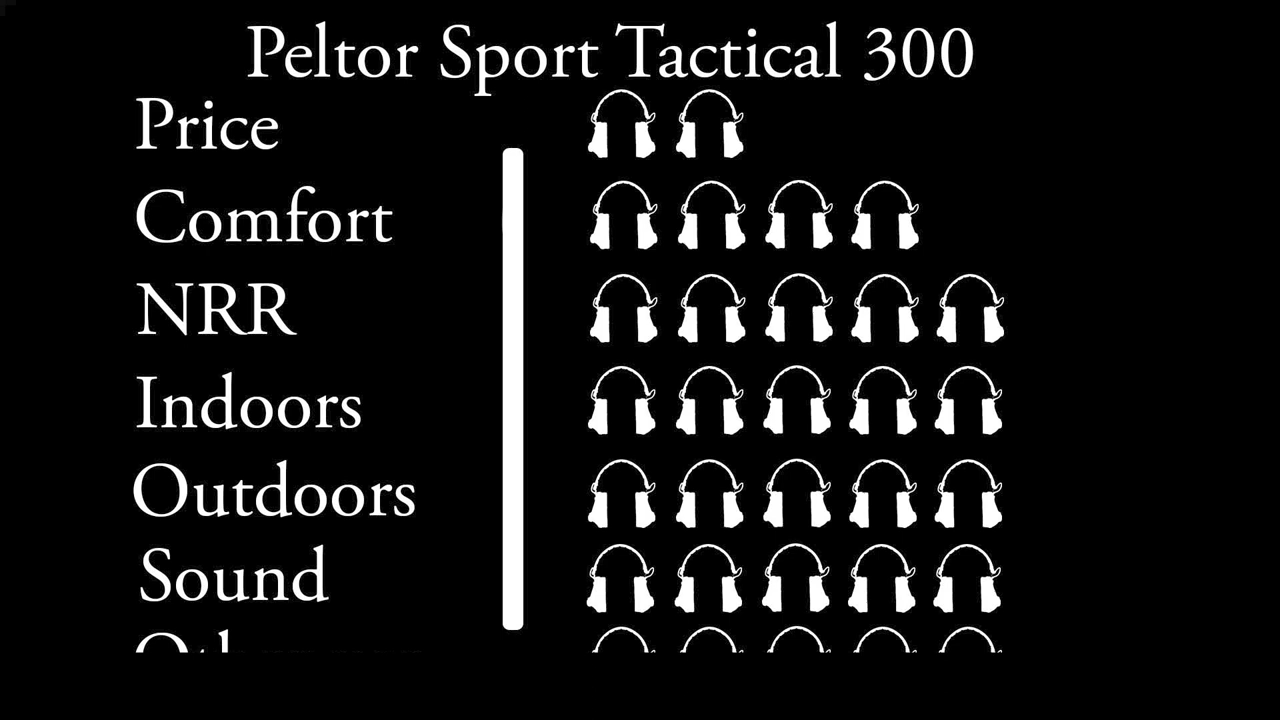 Peltor Sport Tactical 300
Price
Comfort
NRR
Indoors
Outdoors
Sound